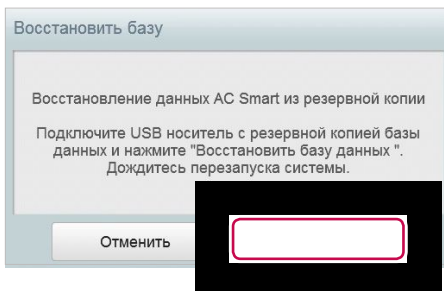 Восстановить базу
Восстановление данных AC Smart из резервной копии
Подключите USB носитель с резервной копией базы
данных и нажмите "Восстановить базу данных ".
Дождитесь перезапуска системы.
Отменить